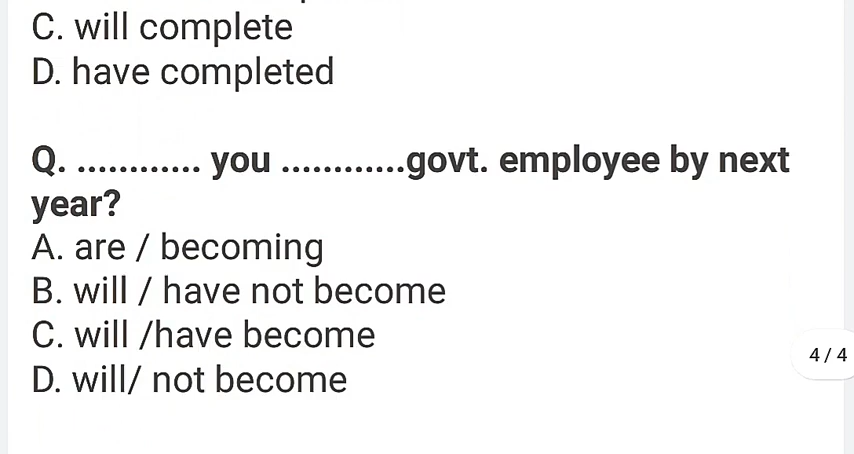 C. will complete
D. have completed
Q. ............ you ............govt. employee by next
year?
A. are / becoming
B. will / have not become
C. will /have become
D. will/ not become
4 / 4